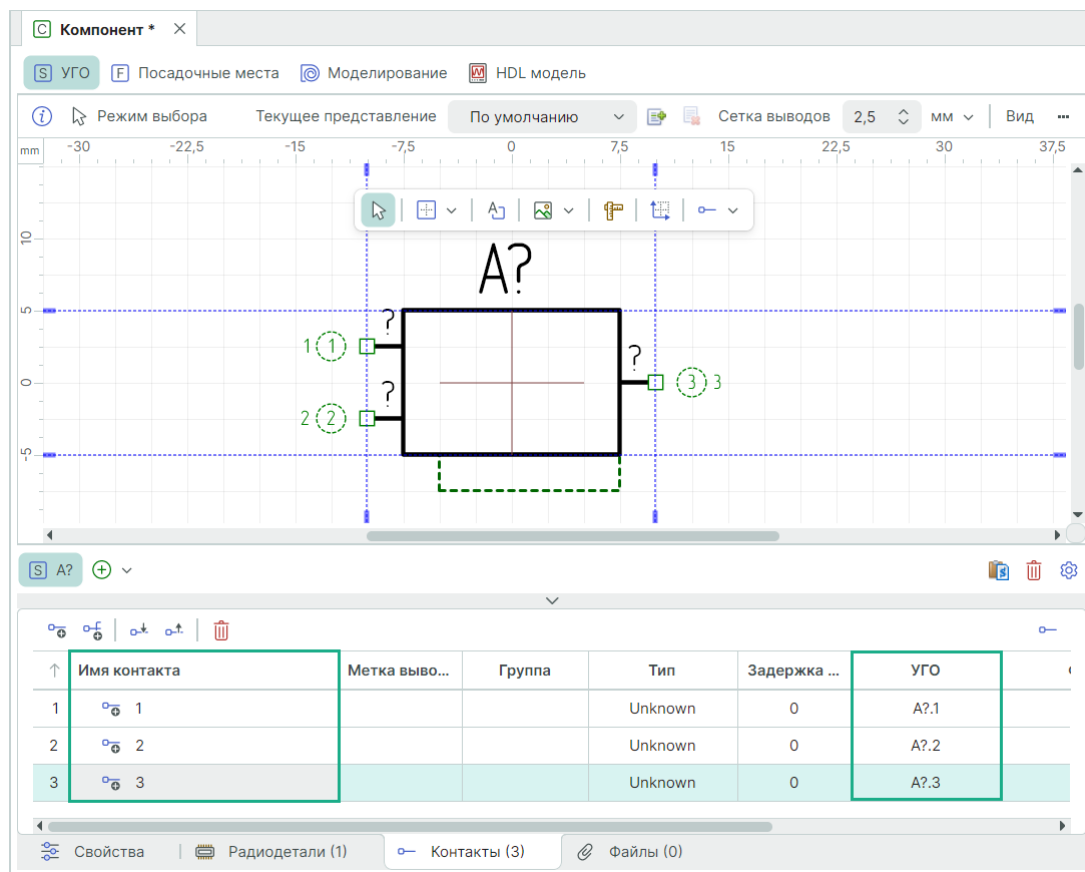 C Компонент *
S УГО F Посадочные места Моделирование HDL модель
i Режим выбора Текущее представление По умолчанию Сетка выводов 2,5 мм Вид
mm -30 -22,5 -15 -7,5 0 7,5 15 22,5 30 37,5
A
10
A?
5
?
1 1
?
0
3 3
?
2 2
-5
S A?
Имя контакта Метка выво... Группа Тип Задержка ... УГО
1 1 Unknown 0 A?.1
2 2 Unknown 0 A?.2
3 3 Unknown 0 A?.3
Свойства Радиодетали (1) Контакты (3) Файлы (0)